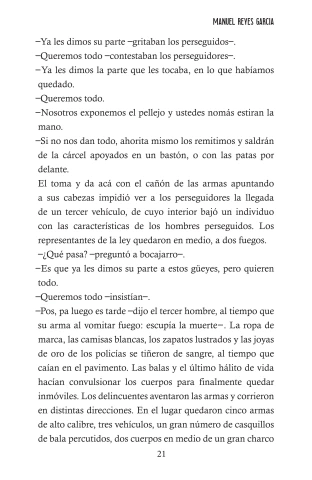 MANUEL REYES GARCIA
–Ya les dimos su parte –gritaban los perseguidos–.
–Queremos todo –contestaban los perseguidores–.
–Ya les dimos la parte que les tocaba, en lo que habíamos
quedado.
–Queremos todo.
–Nosotros exponemos el pellejo y ustedes nomás estiran la
mano.
–Si no nos dan todo, ahorita mismo los remitimos y saldrán
de la cárcel apoyados en un bastón, o con las patas por
delante.
El toma y da acá con el cañón de las armas apuntando
a sus cabezas impidió ver a los perseguidores la llegada
de un tercer vehículo, de cuyo interior bajó un individuo
con las características de los hombres perseguidos. Los
representantes de la ley quedaron en medio, a dos fuegos.
–¿Qué pasa? –preguntó a bocajarro–.
–Es que ya les dimos su parte a estos güeyes, pero quieren
todo.
–Queremos todo –insistían–.
–Pos, pa luego es tarde –dijo el tercer hombre, al tiempo que
su arma al vomitar fuego: escupía la muerte–. La ropa de
marca, las camisas blancas, los zapatos lustrados y las joyas
de oro de los policías se tiñeron de sangre, al tiempo que
caían en el pavimento. Las balas y el último hálito de vida
hacían convulsionar los cuerpos para finalmente quedar
inmóviles. Los delincuentes aventaron las armas y corrieron
en distintas direcciones. En el lugar quedaron cinco armas
de alto calibre, tres vehículos, un gran número de casquillos
de bala percutidos, dos cuerpos en medio de un gran charco
21